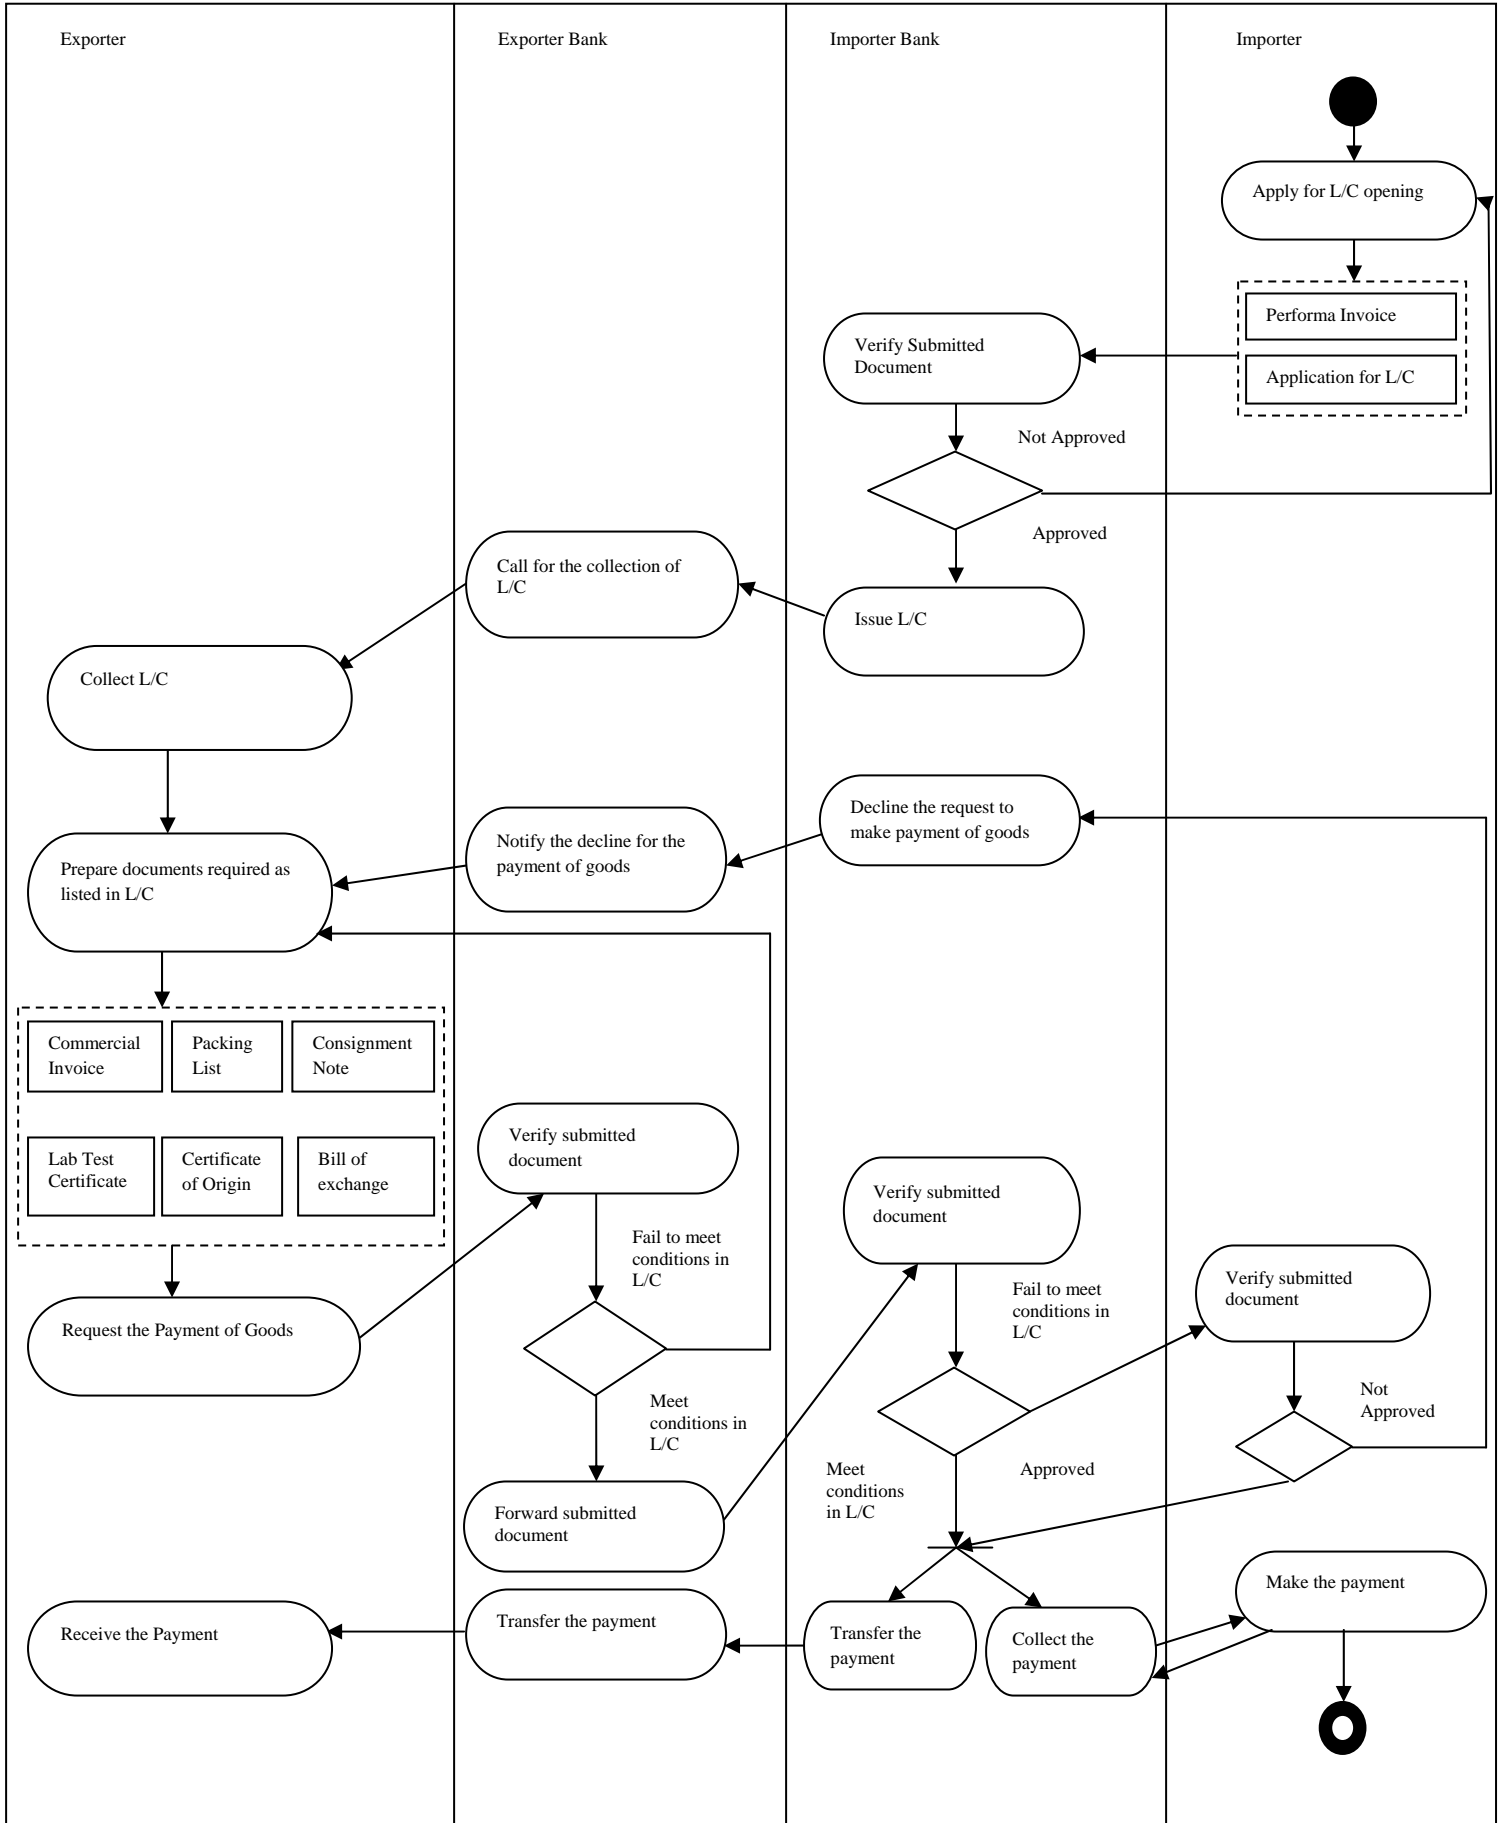 Exporter
Exporter Bank
Importer Bank
Importer
Apply for L/C opening
Performa Invoice
Application for L/C
Verify Submitted
Document
Not Approved
Approved
Call for the collection of
L/C
Issue L/C
Collect L/C
Decline the request to
make payment of goods
Notify the decline for the
payment of goods
Prepare documents required as
listed in L/C
Commercial
Invoice
Packing
List
Consignment
Note
Lab Test
Certificate
Certificate
of Origin
Bill of
exchange
Verify submitted
document
Fail to meet
conditions in
L/C
Request the Payment of Goods
Meet
conditions in
L/C
Forward submitted
document
Verify submitted
document
Fail to meet
conditions in
L/C
Verify submitted
document
Not
Approved
Meet
conditions
in L/C
Approved
Make the payment
Collect the
payment
Transfer the
payment
Transfer the payment
Receive the Payment